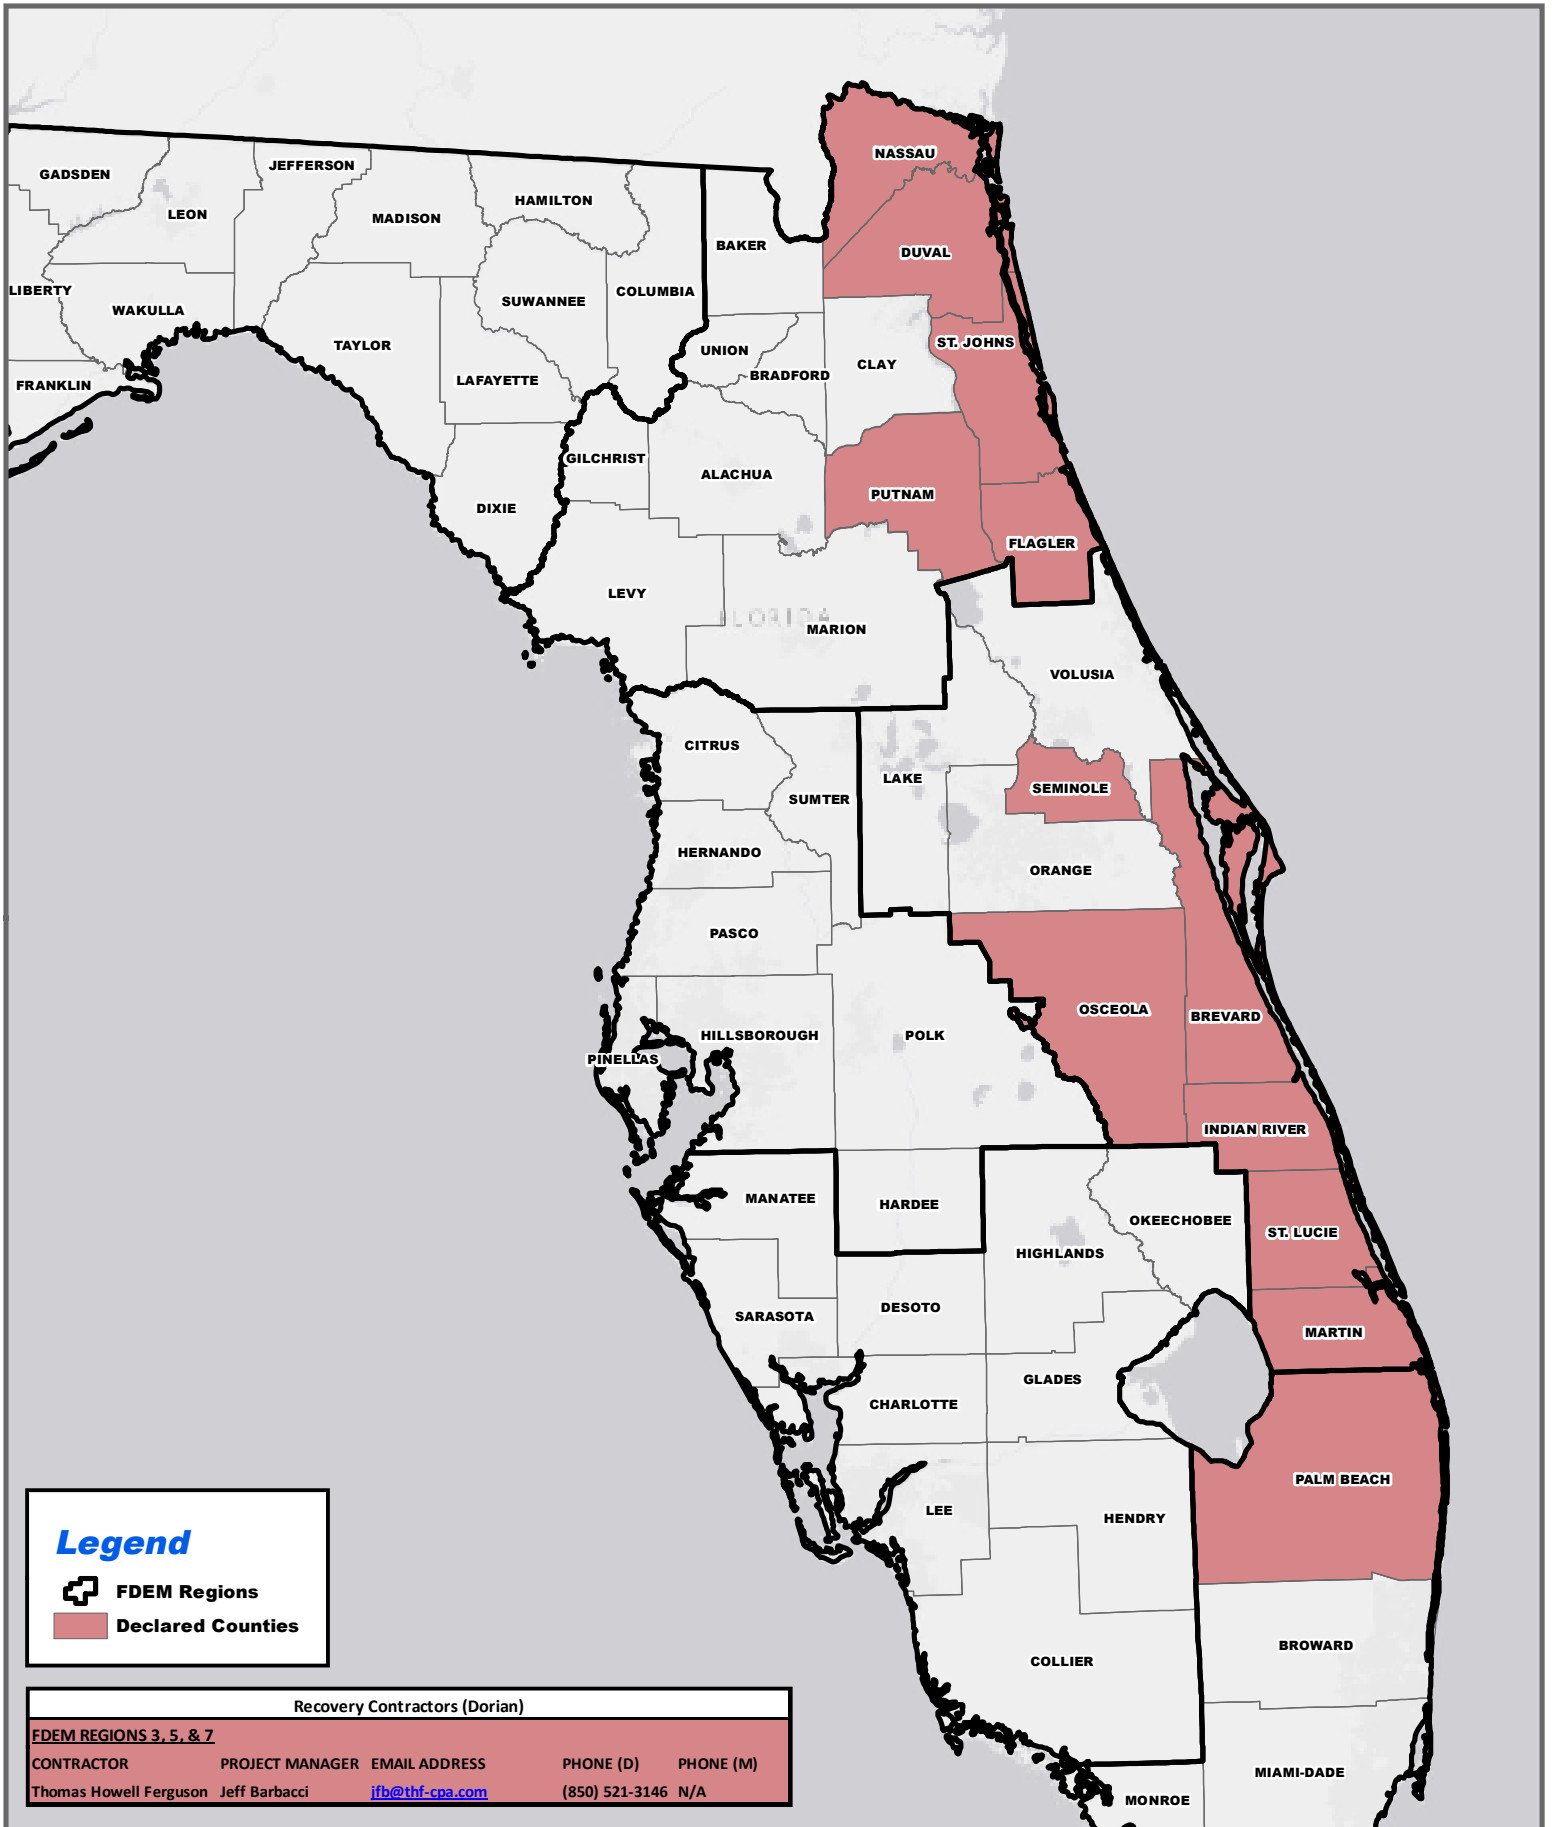 NASSAU
JEFFERSON
GADSDEN
HAMILTON
LEON
MADISON
BAKER
DUVAL
LIBERTY
COLUMBIA
SUWANNEE
WAKULLA
ST. JOHNS
TAYLOR
UNION
CLAY
BRADFORD
LAFAYETTE
FRANKLIN
GILCHRIST
ALACHUA
PUTNAM
DIXIE
FLAGLER
LEVY
FLORIDA
MARION
VOLUSIA
CITRUS
LAKE
SEMINOLE
SUMTER
HERNANDO
ORANGE
PASCO
OSCEOLA
BREVARD
HILLSBOROUGH
POLK
PINELLAS
INDIAN RIVER
MANATEE
HARDEE
OKEECHOBEE
ST. LUCIE
HIGHLANDS
DESOTO
SARASOTA
MARTIN
GLADES
CHARLOTTE
PALM BEACH
LEE
HENDRY
BROWARD
COLLIER
MIAMI-DADE
MONROE
Legend
FDEM Regions
Declared Counties
Recovery Contractors (Dorian)
FDEM REGIONS 3, 5, & 7
CONTRACTOR PROJECT MANAGER EMAIL ADDRESS PHONE (D) PHONE (M)
Thomas Howell Ferguson Jeff Barbacci jfb@thf-cpa.com (850) 521-3146 N/A